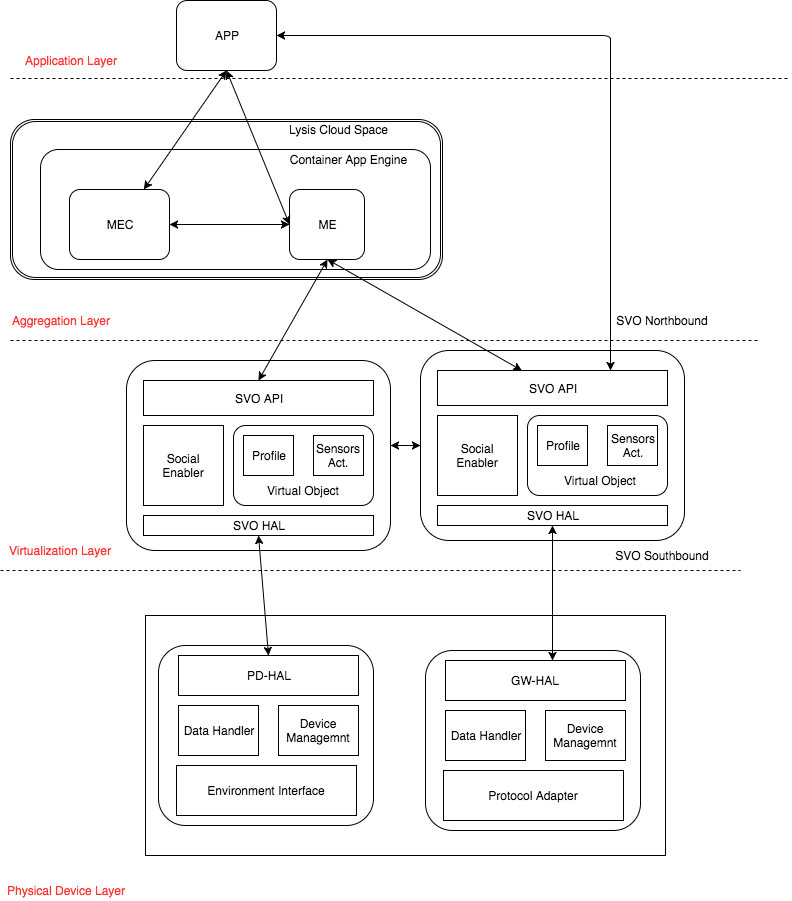 APP
Application Layer
Lysis Cloud Space
Container App Engine
MEC
ME
Aggregation Layer
SVO Northbound
SVO API
Social
Enabler
Profile
Sensors
Act.
Virtual Object
SVO HAL
SVO API
Social
Enabler
Profile
Sensors
Act.
Virtual Object
SVO HAL
Virtualization Layer
SVO Southbound
PD-HAL
Data Handler
Device
Managemnt
Environment Interface
GW-HAL
Data Handler
Device
Managemnt
Protocol Adapter
Physical Device Layer